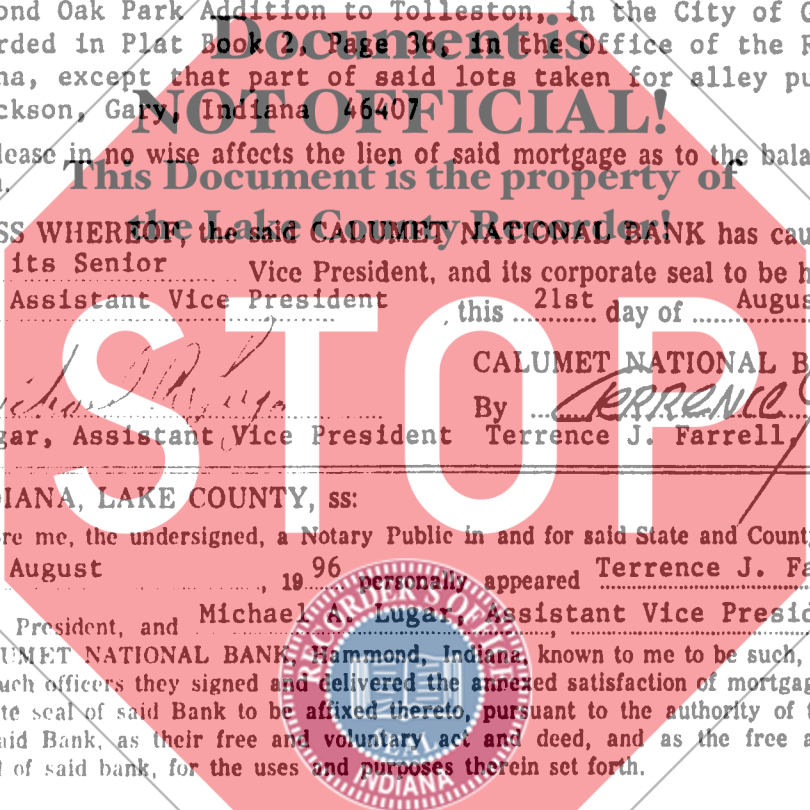 ond Oak Park Addition to Tolleston,, in the City of G
Document is
rded in Plat Book 2, Page 36, in the Office of the R
na, except that part of said lots taken for alley pu
NOT OFFICIAL!
ckson, Gary, Indiana 46407
lease in no wise affects the lien of said mortgage as to the bala
This Document is the property of
the Lake County Recorder!
SS WHEREOF, the said CALUMET NATIONAL BANK has cau
its Senior Vice President, and its corporate seal to be h
Assistant Vice President , this 21st day of Augus
STOP
CALUMET NATIONAL B
By Terrence
gar, Assistant Vice President Terrence J. Farrell,
DIANA, LAKE COUNTY, ss:
ore me, the undersigned, a Notary Public in and for said State and County
August , 19 96 personally appeared Terrence J. Fa
President, and Michael A. Lugar, Assistant Vice Presid
UMET NATIONAL BANK, Hammond, Indiana, known to me to be such,
uch officers they signed and delivered the annexed satisfaction of mortgag
te seal of said Bank to be affixed thereto, pursuant to the authority of t
aid Bank, as their free and voluntary act and deed, and as the free a
t of said bank, for the uses and purposes therein set forth.
RECORDER'S OFFICE
SEAL
INDIANA